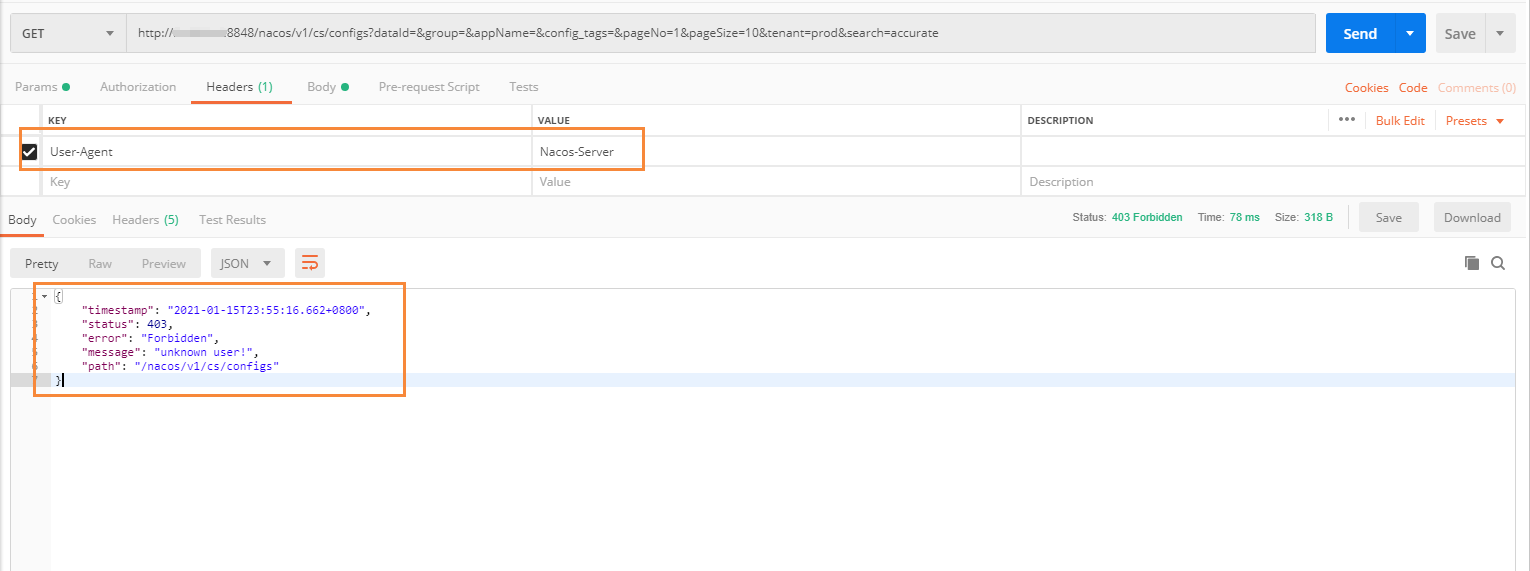 GET http:// 8848/nacos/v1/cs/configs?dataId=&group=&appName=&config_tags=&pageNo=1&pageSize=10&tenant=prod&search=accurate Send Save
Params Authorization Headers (1) Body Pre-request Script Tests Cookies Code Comments (0)
KEY VALUE DESCRIPTION ••• Bulk Edit Presets
User-Agent Nacos-Server
Key Value Description
Body Cookies Headers (5) Test Results Status: 403 Forbidden Time: 78 ms Size: 318 B Save Download
Pretty Raw Preview JSON
1 {
2 "timestamp": "2021-01-15T23:55:16.662+0800",
3 "status": 403,
4 "error": "Forbidden",
5 "message": "unknown user!",
6 "path": "/nacos/v1/cs/configs"
7 }